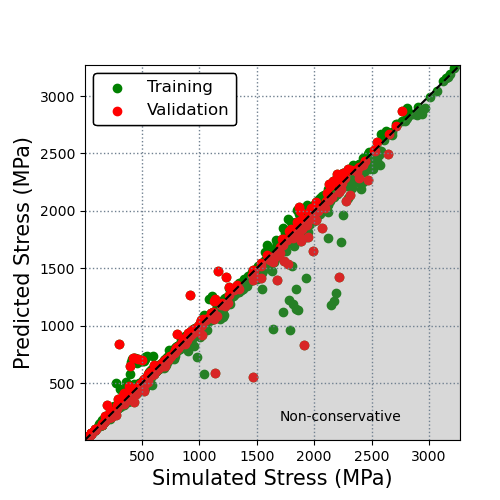 Training
Validation
3000
2500
2000
1500
1000
500
Predicted Stress (MPa)
Non-conservative
500 1000 1500 2000 2500 3000
Simulated Stress (MPa)